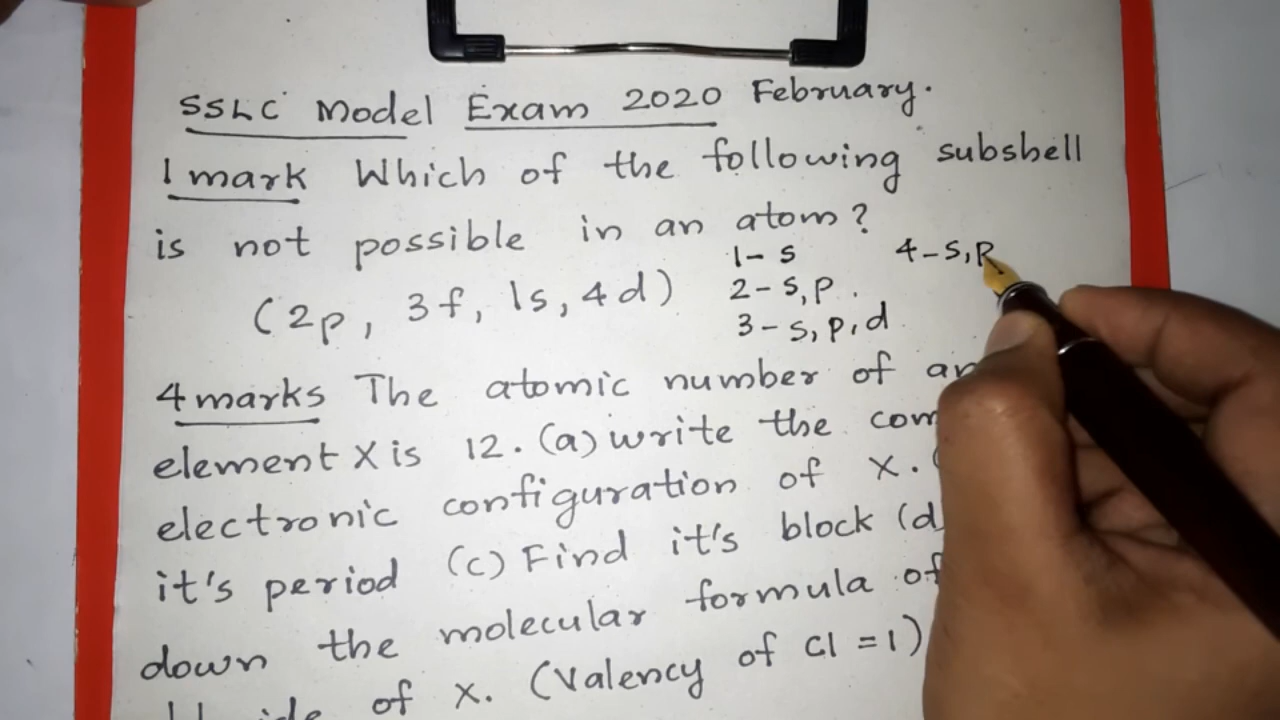 SSLC Model Exam 2020 February.
1 mark Which of the following subshell
is not possible in an atom?
(2p, 3f, 1s, 4d)
1 - s
2 - s, p .
3 - s, p, d
4 - s, p
4 marks The atomic number of an
element X is 12. (a) write the com
electronic configuration of X. (
it's period (c) Find it's block (d
down the molecular formula of
of X. (Valency of Cl = 1)